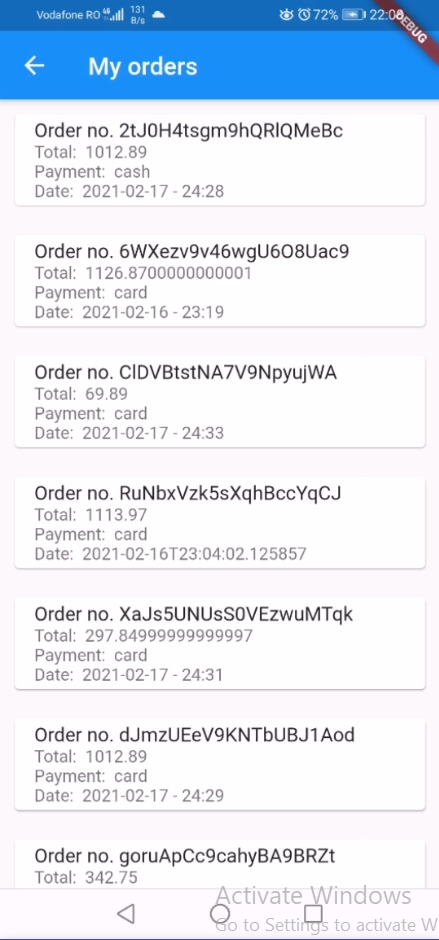 Vodafone RO 4G 131 B/s 72% 22:0
DEBUG
My orders
Order no. 2tJ0H4tsgm9hQRlQMeBc
Total: 1012.89
Payment: cash
Date: 2021-02-17 - 24:28
Order no. 6WXezv9v46wgU6O8Uac9
Total: 1126.8700000000001
Payment: card
Date: 2021-02-16 - 23:19
Order no. ClDVBtstNA7V9NpyujWA
Total: 69.89
Payment: card
Date: 2021-02-17 - 24:33
Order no. RuNbxVzk5sXqhBccYqCJ
Total: 1113.97
Payment: card
Date: 2021-02-16T23:04:02.125857
Order no. XaJs5UNUsS0VEzwuMTqk
Total: 297.84999999999997
Payment: card
Date: 2021-02-17 - 24:31
Order no. dJmzUEeV9KNTbUBJ1Aod
Total: 1012.89
Payment: card
Date: 2021-02-17 - 24:29
Order no. goruApCc9cahyBA9BRZt
Total: 342.75
Activate Windows
Go to Settings to activate W